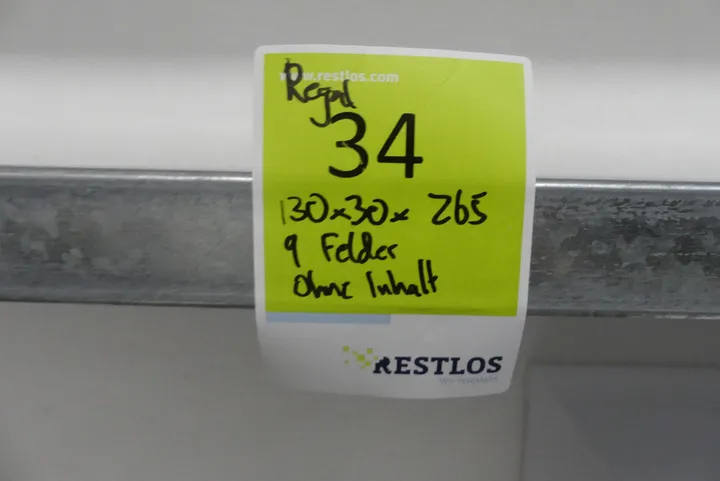 www.restlos.com
Regal
34
130x30x 265
9 Felder
ohne Inhalt
RESTLOS